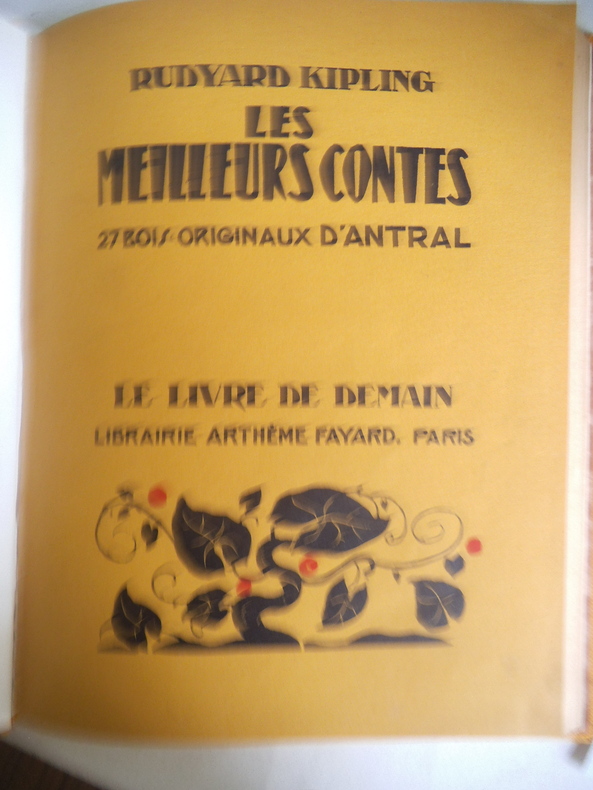 RUDYARD KIPLING
LES
MEILLEURS CONTES
27 BOIS ORIGINAUX D'ANTRAL
LE LIVRE DE DEMAIN
LIBRAIRIE ARTHÈME FAYARD. PARIS